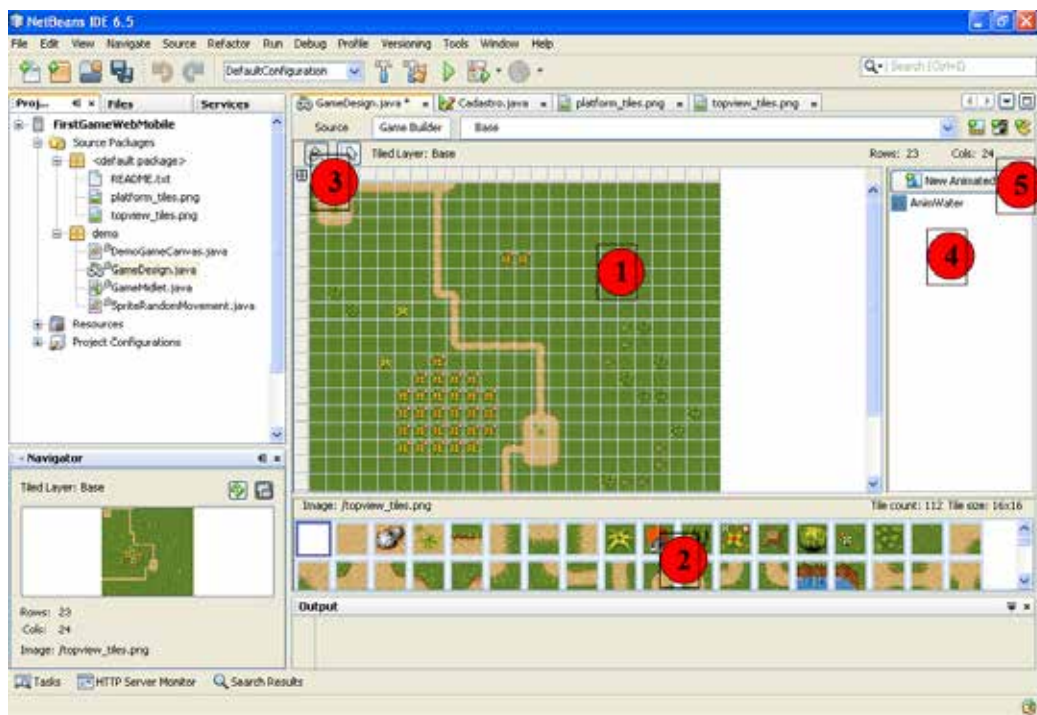 NetBeans IDE 6.5
File Edit View Navigate Source Refactor Run Debug Profile Versioning Tools Window Help
DefaultConfiguration
Search (Ctrl+I)
Proj... Files Services
GameDesign.java * Cadastro.java platform_tiles.png topview_tiles.png
FirstGameWebMobile
Source Packages
<default package>
README.txt
platform_tiles.png
topview_tiles.png
demo
DemoGameCanvas.java
GameDesign.java
GameMidlet.java
SpriteRandomMovement.java
Resources
Project Configurations
Source Game Builder Base
Tiled Layer: Base
Rows: 23 Cols: 24
New Animated
AnimWater
3
5
4
1
2
- Navigator
Tiled Layer: Base
Rows: 23
Cols: 24
Image: /topview_tiles.png
Image: /topview_tiles.png
Tile count: 112 Tile size: 16x16
Output
Tasks HTTP Server Monitor Search Results